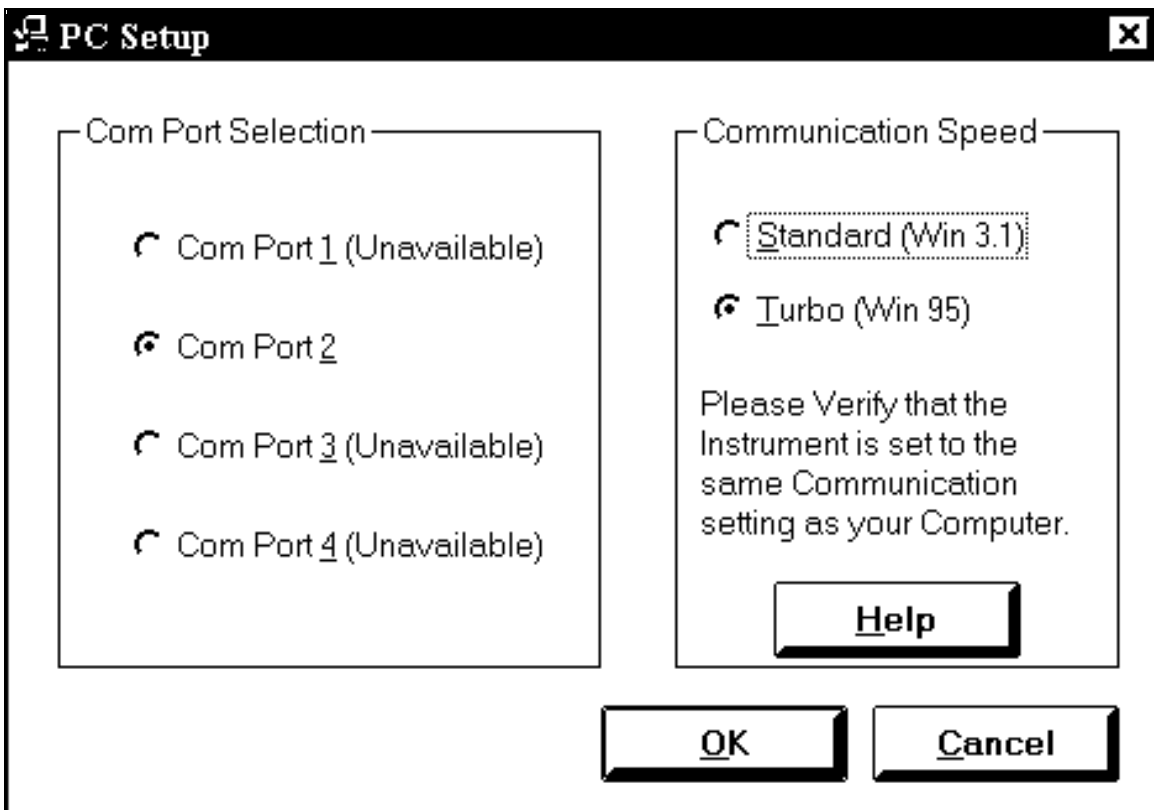 PC Setup
Com Port Selection
Com Port 1 (Unavailable)
Com Port 2
Com Port 3 (Unavailable)
Com Port 4 (Unavailable)
Communication Speed
Standard (Win 3.1)
Turbo (Win 95)
Please Verify that the
Instrument is set to the
same Communication
setting as your Computer.
Help
OK
Cancel